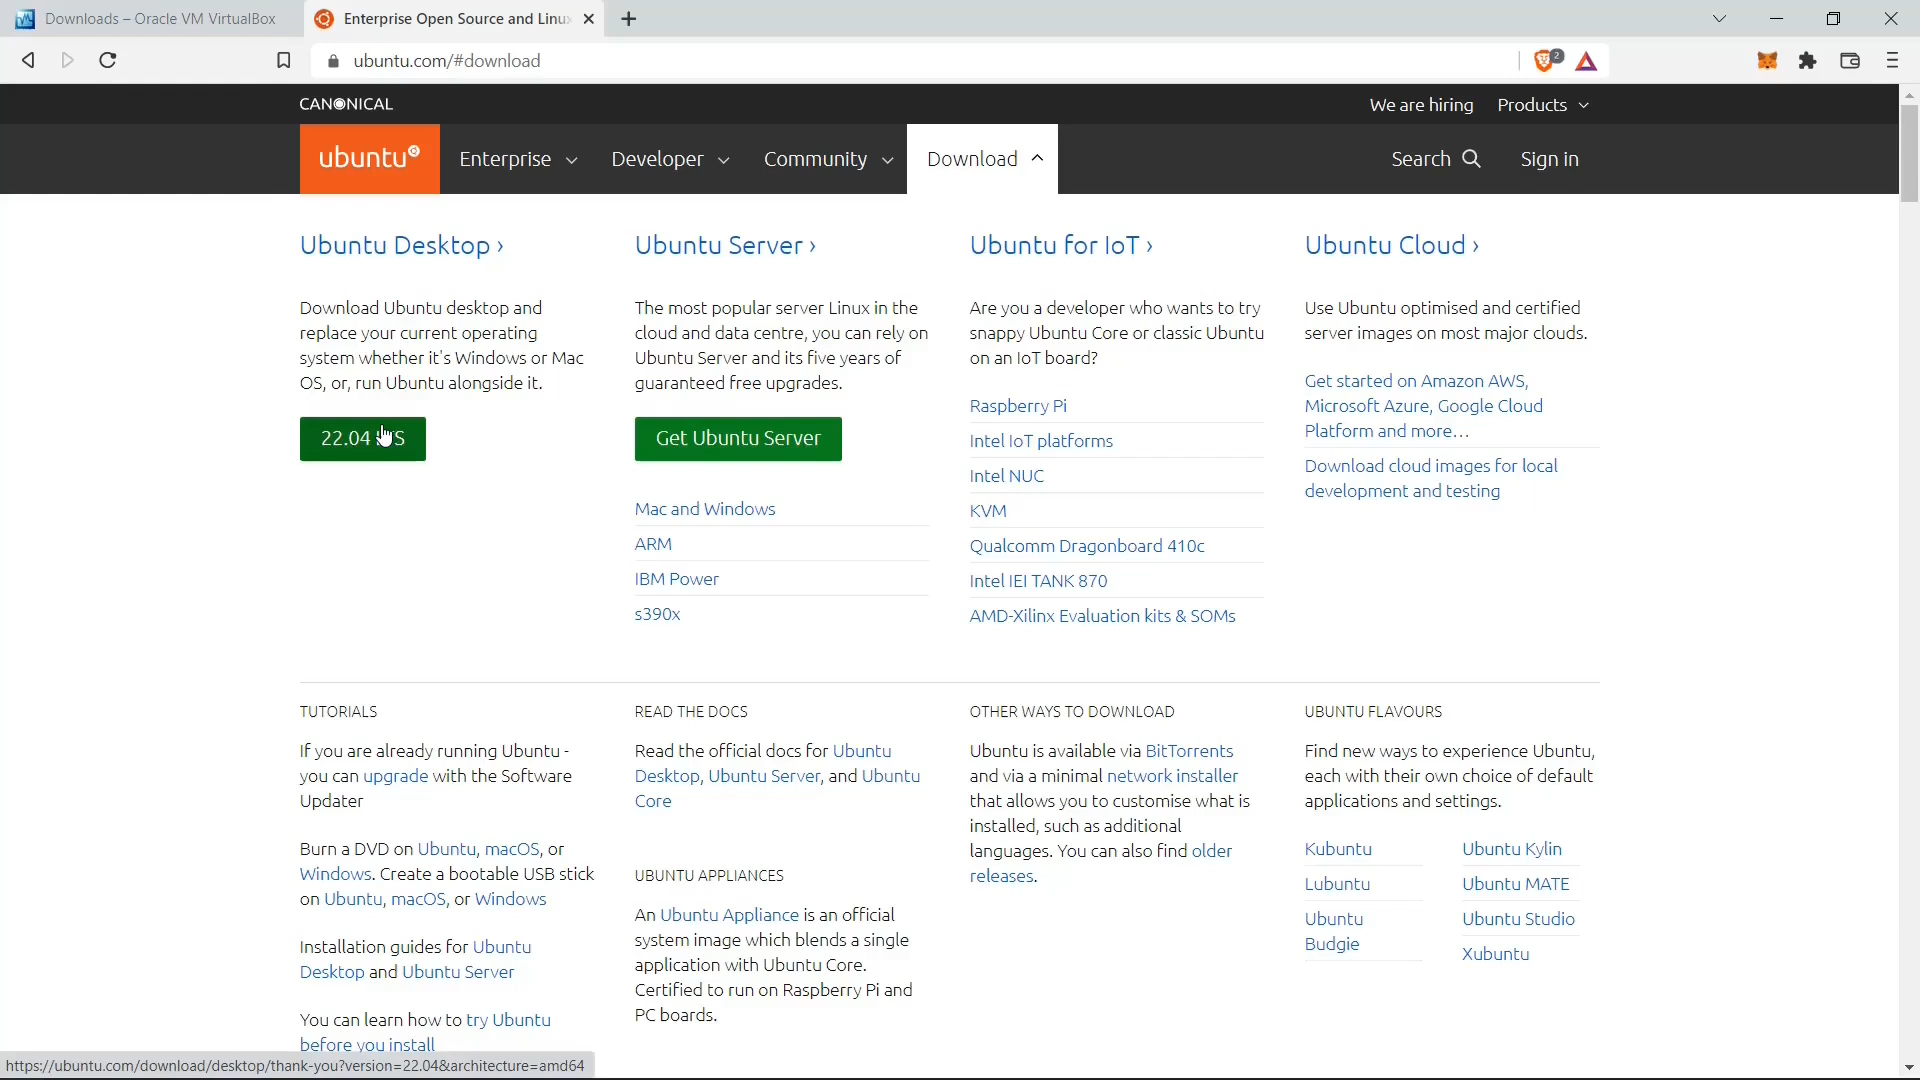 Downloads – Oracle VM VirtualBox
Enterprise Open Source and Linu
ubuntu.com/#download
2
CANONICAL
We are hiring
Products
ubuntu
Enterprise
Developer
Community
Download
Search
Sign in
Ubuntu Desktop ›
Download Ubuntu desktop and
replace your current operating
system whether it's Windows or Mac
OS, or, run Ubuntu alongside it.
22.04
Ubuntu Server ›
The most popular server Linux in the
cloud and data centre, you can rely on
Ubuntu Server and its five years of
guaranteed free upgrades.
Get Ubuntu Server
Mac and Windows
ARM
IBM Power
s390x
Ubuntu for IoT ›
Are you a developer who wants to try
snappy Ubuntu Core or classic Ubuntu
on an IoT board?
Raspberry Pi
Intel IoT platforms
Intel NUC
KVM
Qualcomm Dragonboard 410c
Intel IEI TANK 870
AMD-Xilinx Evaluation kits & SOMs
Ubuntu Cloud ›
Use Ubuntu optimised and certified
server images on most major clouds.
Get started on Amazon AWS,
Microsoft Azure, Google Cloud
Platform and more…
Download cloud images for local
development and testing
TUTORIALS
If you are already running Ubuntu -
you can upgrade with the Software
Updater
Burn a DVD on Ubuntu, macOS, or
Windows. Create a bootable USB stick
on Ubuntu, macOS, or Windows
Installation guides for Ubuntu
Desktop and Ubuntu Server
You can learn how to try Ubuntu
before you install
READ THE DOCS
Read the official docs for Ubuntu
Desktop, Ubuntu Server, and Ubuntu
Core
UBUNTU APPLIANCES
An Ubuntu Appliance is an official
system image which blends a single
application with Ubuntu Core.
Certified to run on Raspberry Pi and
PC boards.
OTHER WAYS TO DOWNLOAD
Ubuntu is available via BitTorrents
and via a minimal network installer
that allows you to customise what is
installed, such as additional
languages. You can also find older
releases.
UBUNTU FLAVOURS
Find new ways to experience Ubuntu,
each with their own choice of default
applications and settings.
Kubuntu
Lubuntu
Ubuntu
Budgie
Ubuntu Kylin
Ubuntu MATE
Ubuntu Studio
Xubuntu
https://ubuntu.com/download/desktop/thank-you?version=22.04&architecture=amd64